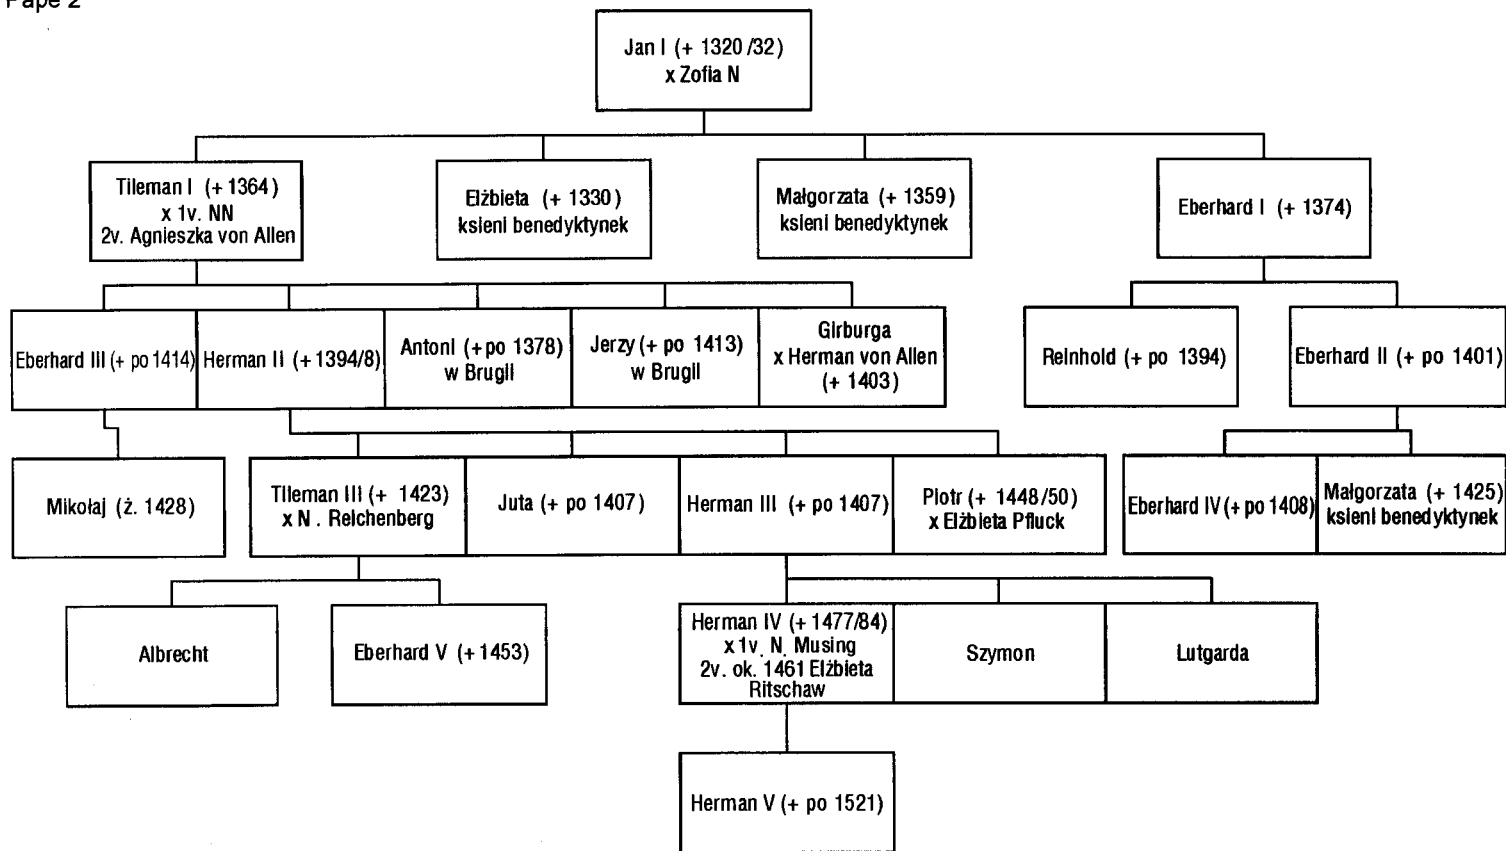 Pape 2
Jan I (+ 1320/32)
x Zofia N
Tileman I (+ 1364)
x 1v. NN
2v. Agnieszka von Allen
Elżbieta (+ 1330)
ksieni benedyktynek
Małgorzata (+ 1359)
ksieni benedyktynek
Eberhard I (+ 1374)
Eberhard III (+ po 1414)
Herman II (+ 1394/8)
Antoni (+ po 1378)
w Brugii
Jerzy (+ po 1413)
w Brugii
Girburga
x Herman von Allen
(+ 1403)
Reinhold (+ po 1394)
Eberhard II (+ po 1401)
Mikołaj (ż. 1428)
Tileman III (+ 1423)
x N . Reichenberg
Juta (+ po 1407)
Herman III (+ po 1407)
Piotr (+ 1448/50)
x Elżbieta Pfluck
Eberhard IV (+ po 1408)
Małgorzata (+ 1425)
ksieni benedyktynek
Albrecht
Eberhard V (+ 1453)
Herman IV (+ 1477/84)
x 1v. N. Musing
2v. ok. 1461 Elżbieta
Ritschaw
Szymon
Lutgarda
Herman V (+ po 1521)